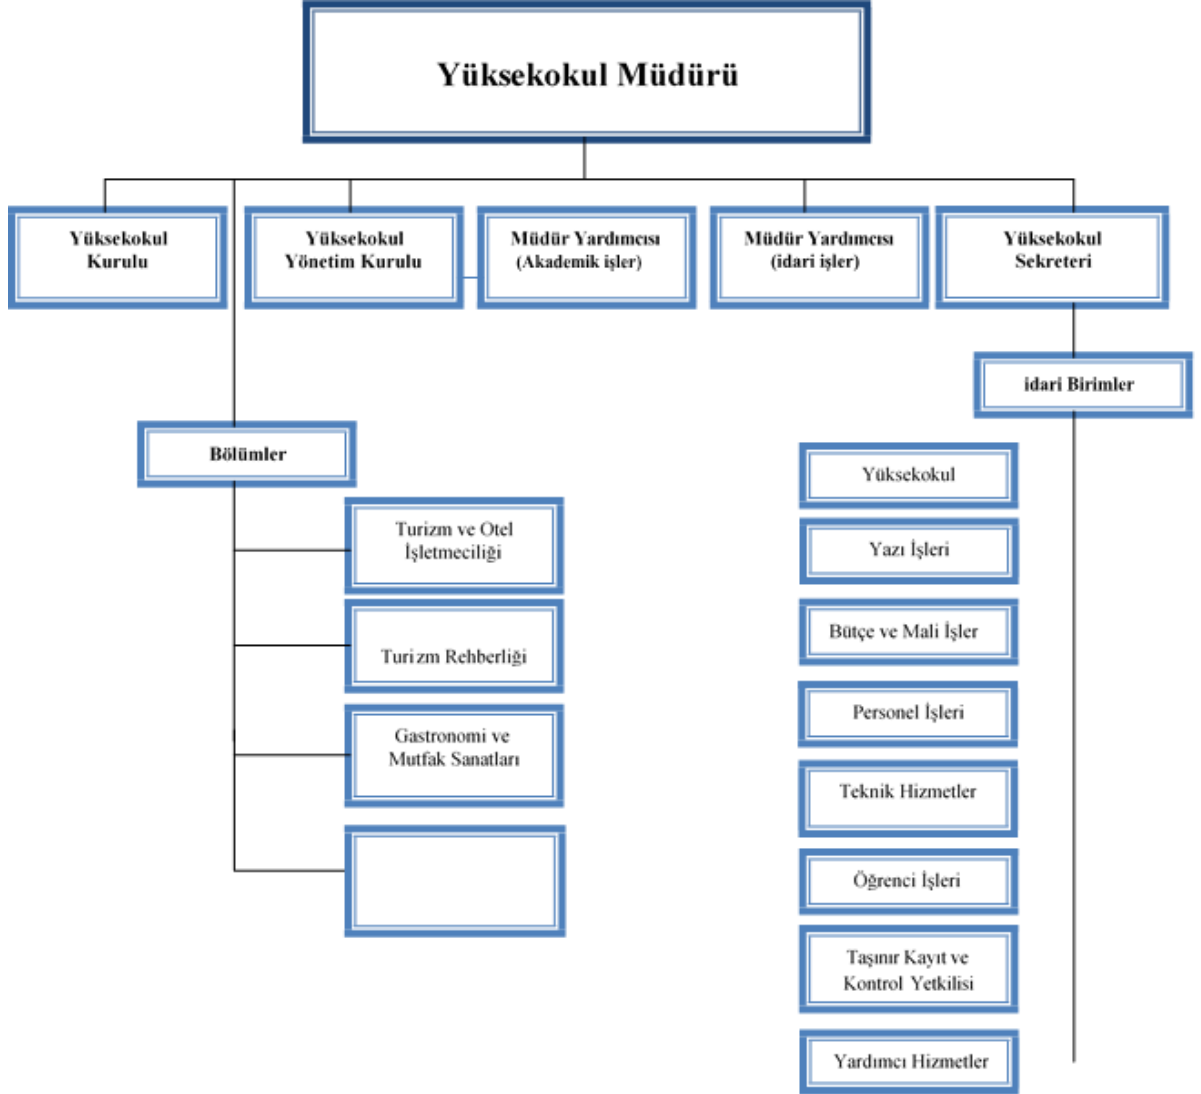 Yüksekokul Müdürü
Yüksekokul
Kurulu
Yüksekokul
Yönetim Kurulu
Müdür Yardımcısı
(Akademik işler)
Müdür Yardımcısı
(idari işler)
Yüksekokul
Sekreteri
idari Birimler
Bölümler
Turizm ve Otel
İşletmeciliği
Turizm Rehberliği
Gastronomi ve
Mutfak Sanatları
Yüksekokul
Yazı İşleri
Bütçe ve Mali İşler
Personel İşleri
Teknik Hizmetler
Öğrenci İşleri
Taşınır Kayıt ve
Kontrol Yetkilisi
Yardımcı Hizmetler